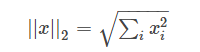 ||x||₂ = √∑ᵢ xᵢ²